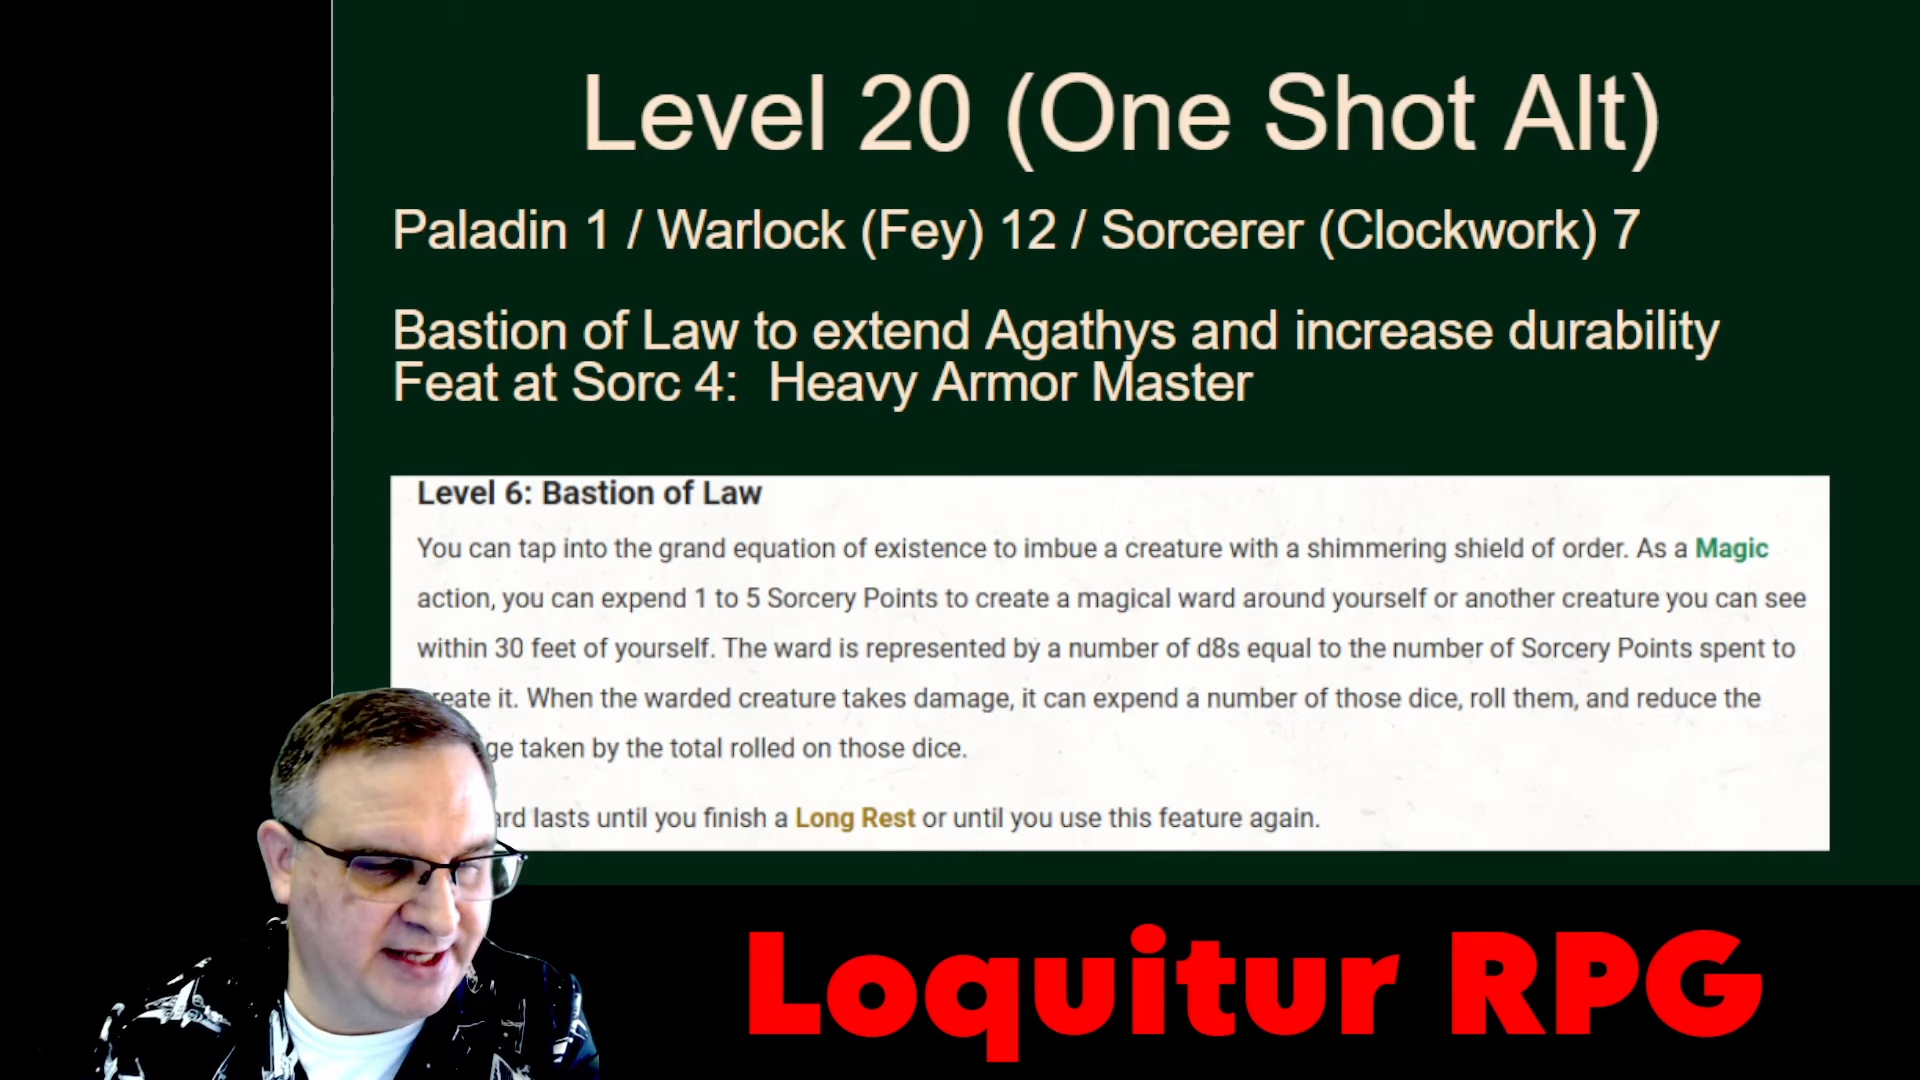 Level 20 (One Shot Alt)
Paladin 1 / Warlock (Fey) 12 / Sorcerer (Clockwork) 7
Bastion of Law to extend Agathys and increase durability
Feat at Sorc 4: Heavy Armor Master
Level 6: Bastion of Law
You can tap into the grand equation of existence to imbue a creature with a shimmering shield of order. As a Magic
action, you can expend 1 to 5 Sorcery Points to create a magical ward around yourself or another creature you can see
within 30 feet of yourself. The ward is represented by a number of d8s equal to the number of Sorcery Points spent to
it. When the warded creature takes damage, it can expend a number of those dice, roll them, and reduce the
taken by the total rolled on those dice.
lasts until you finish a Long Rest or until you use this feature again.
Loquitur RPG